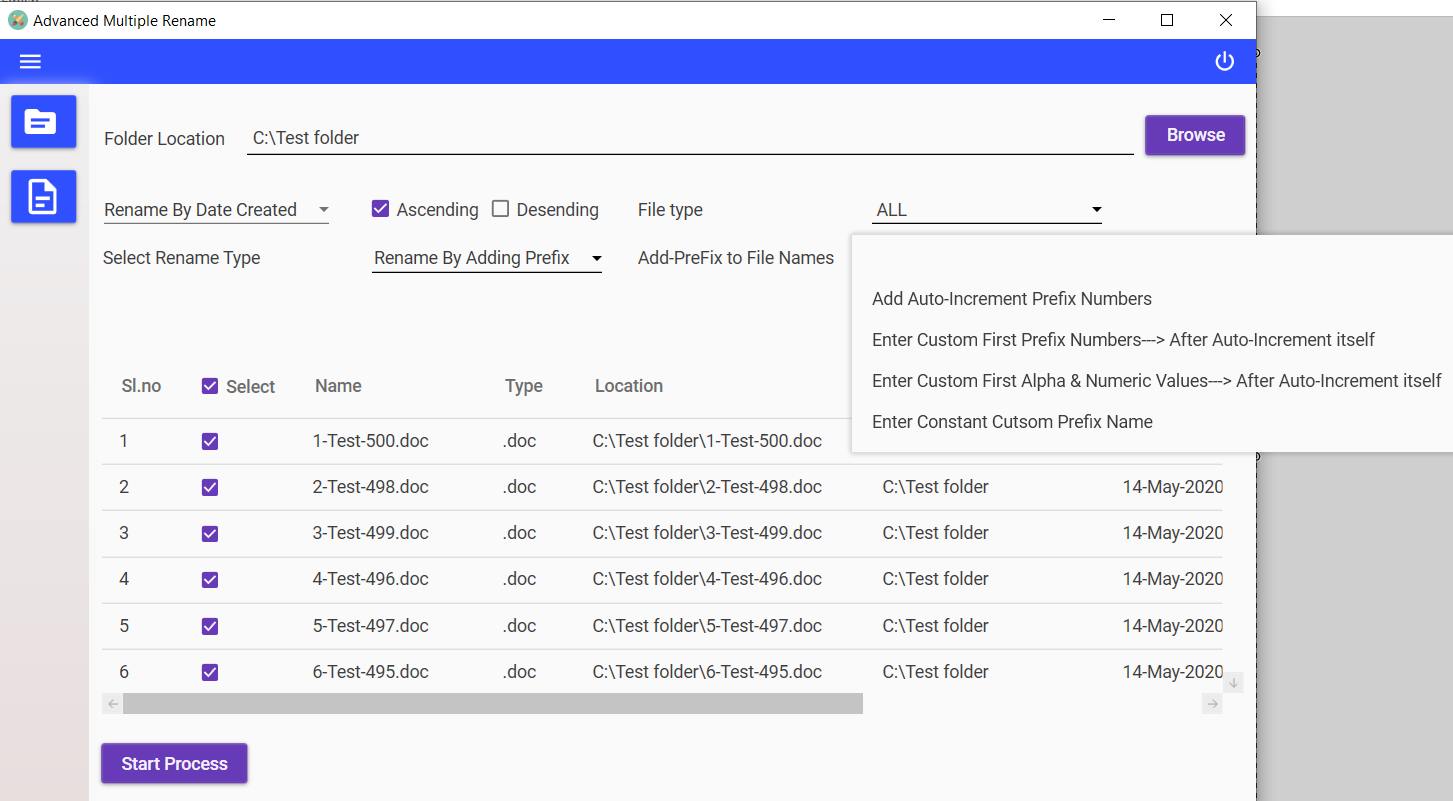 Advanced Multiple Rename
Folder Location C:\Test folder Browse
Rename By Date Created Ascending Desending File type ALL
Select Rename Type Rename By Adding Prefix Add-PreFix to File Names
Add Auto-Increment Prefix Numbers
Enter Custom First Prefix Numbers---> After Auto-Increment itself
Enter Custom First Alpha & Numeric Values---> After Auto-Increment itself
Enter Constant Cutsom Prefix Name
Sl.no Select Name Type Location
1 1-Test-500.doc .doc C:\Test folder\1-Test-500.doc
2 2-Test-498.doc .doc C:\Test folder\2-Test-498.doc C:\Test folder 14-May-2020
3 3-Test-499.doc .doc C:\Test folder\3-Test-499.doc C:\Test folder 14-May-2020
4 4-Test-496.doc .doc C:\Test folder\4-Test-496.doc C:\Test folder 14-May-2020
5 5-Test-497.doc .doc C:\Test folder\5-Test-497.doc C:\Test folder 14-May-2020
6 6-Test-495.doc .doc C:\Test folder\6-Test-495.doc C:\Test folder 14-May-2020
Start Process